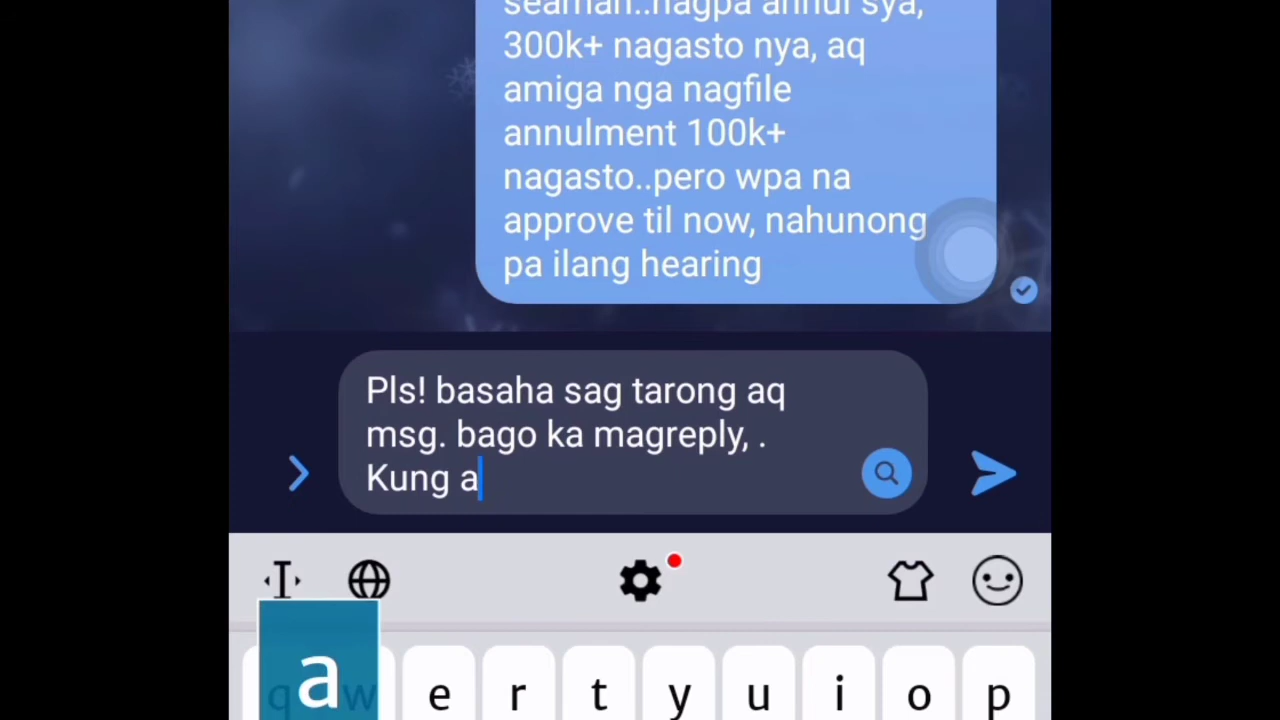 seaman..nagpa annul sya,
300k+ nagasto nya, aq
amiga nga nagfile
annulment 100k+
nagasto..pero wpa na
approve til now, nahunong
pa ilang hearing
Pls! basaha sag tarong aq
msg. bago ka magreply, .
Kung a
a
q w e r t y u i o p